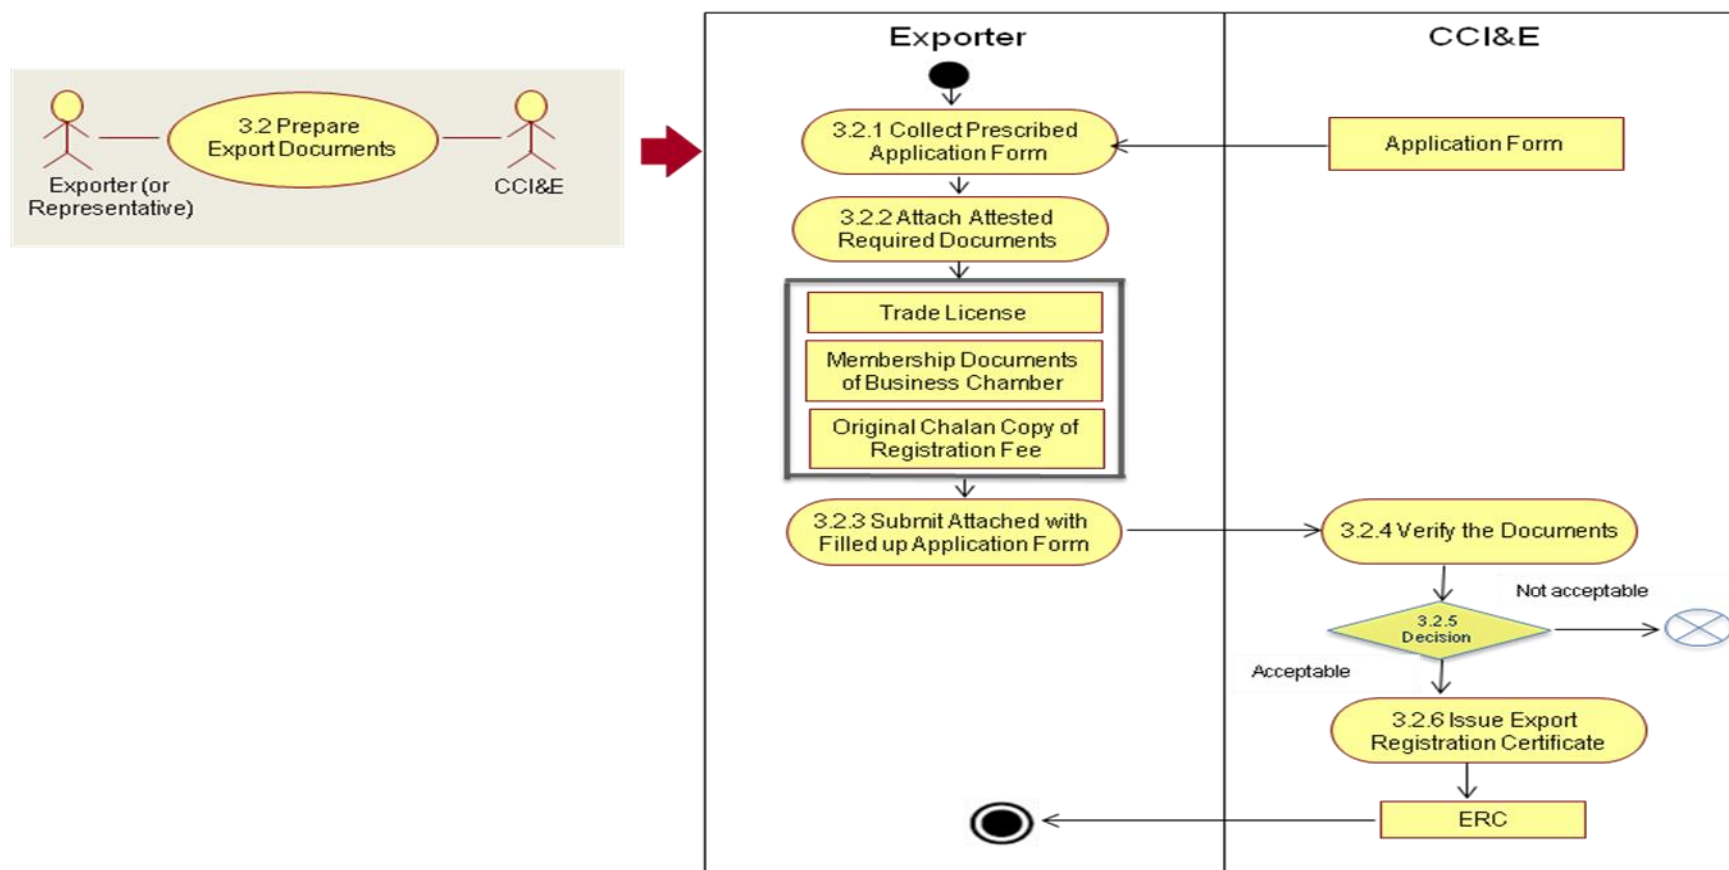 3.2 Prepare
Export Documents
Exporter (or
Representative)
CCI&E
Exporter
CCI&E
3.2.1 Collect Prescribed
Application Form
Application Form
3.2.2 Attach Attested
Required Documents
Trade License
Membership Documents
of Business Chamber
Original Chalan Copy of
Registration Fee
3.2.3 Submit Attached with
Filled up Application Form
3.2.4 Verify the Documents
Not acceptable
3.2.5
Decision
Acceptable
3.2.6 Issue Export
Registration Certificate
ERC